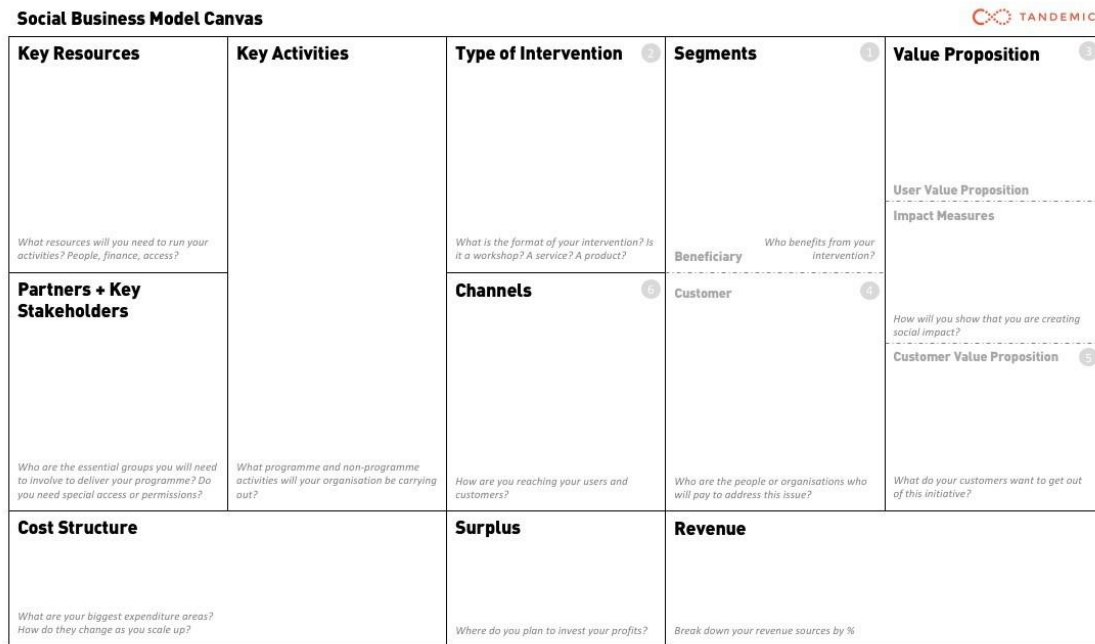 Social Business Model Canvas
TANDEMIC
Key Resources
What resources will you need to run your
activities? People, finance, access?
Partners + Key
Stakeholders
Who are the essential groups you will need
to involve to deliver your programme? Do
you need special access or permissions?
Key Activities
What programme and non-programme
activities will your organisation be carrying
out?
Type of Intervention 2
What is the format of your intervention? Is
it a workshop? A service? A product?
Channels 6
How are you reaching your users and
customers?
Segments 1
Beneficiary
Who benefits from your
intervention?
Customer 4
Who are the people or organisations who
will pay to address this issue?
Value Proposition 3
User Value Proposition
Impact Measures
How will you show that you are creating
social impact?
Customer Value Proposition 5
What do your customers want to get out
of this initiative?
Cost Structure
What are your biggest expenditure areas?
How do they change as you scale up?
Surplus
Where do you plan to invest your profits?
Revenue
Break down your revenue sources by %